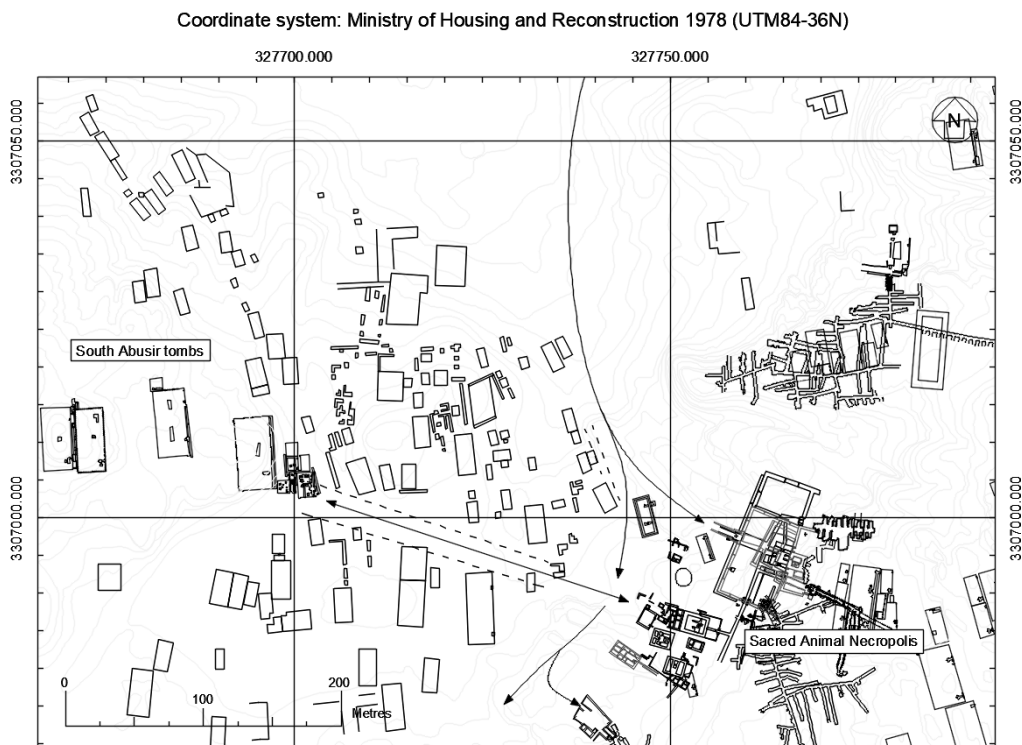 Coordinate system: Ministry of Housing and Reconstruction 1978 (UTM84-36N)
327700.000
327750.000
3307050.000
3307050.000
N
South Abusir tombs
3307000.000
3307000.000
Sacred Animal Necropolis
0
100
200
Metres